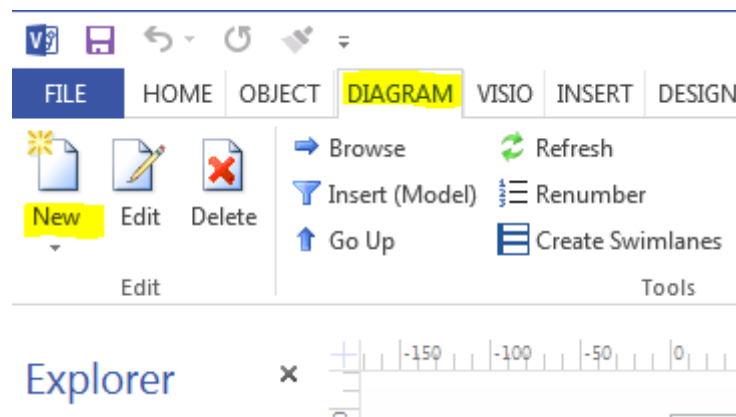 FILE HOME OBJECT DIAGRAM VISIO INSERT DESIGN
Browse Refresh
Insert (Model) Renumber
New Edit Delete
Go Up Create Swimlanes
Edit Tools
-150 -100 -50 0
Explorer